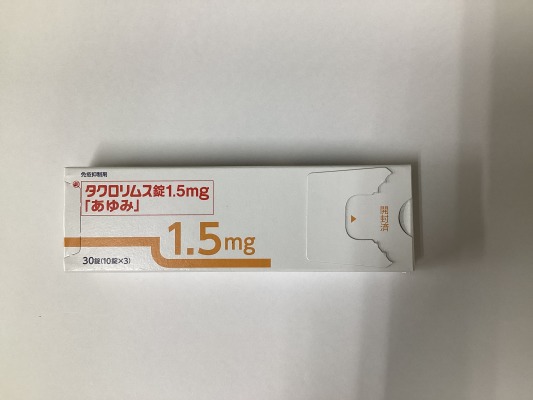 免疫抑制剤
劇 タクロリムス錠1.5mg
「あゆみ」
1.5mg
30錠(10錠×3)
開封済